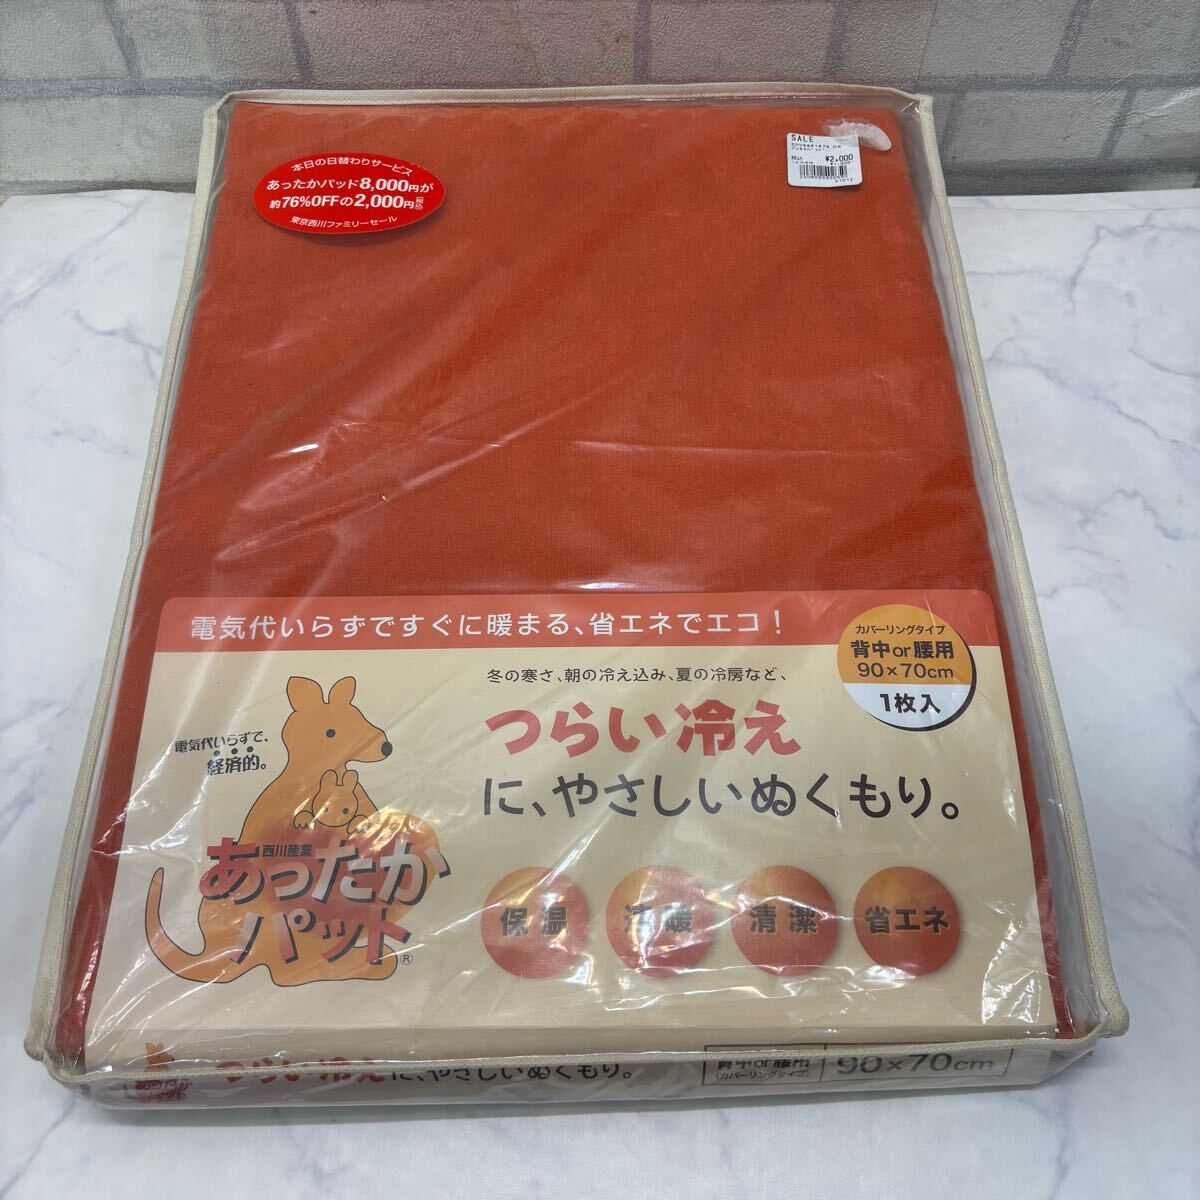 本日の日替わりサービス
あったかパッド8,000円が
約76%OFFの2,000円税込
東京西川ファミリーセール
SALE
税込 ¥2,000
K1012
電気代いらずですぐに暖まる、省エネでエコ!
カバーリングタイプ
背中or腰用
90×70cm
1枚入
冬の寒さ、朝の冷え込み、夏の冷房など、
つらい冷え
に、やさしいぬくもり。
電気代いらずで、
経済的。
西川産業
あったか
パット®
保温
速暖
清潔
省エネ
つらい冷えに、やさしいぬくもり。
背中or腰用
(カバーリングタイプ)
90×70cm